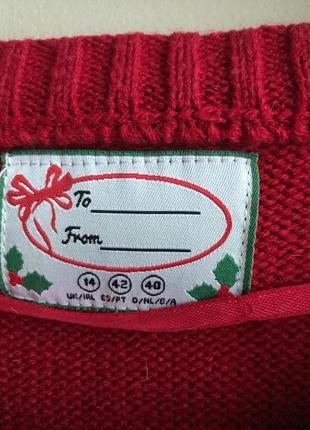 To
From
14 42 40
UK/IRL ES/PT D/NL/B/A